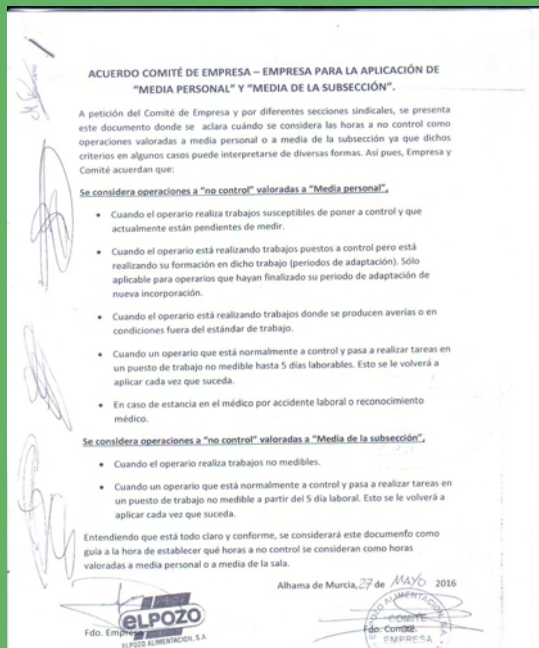 ACUERDO COMITÉ DE EMPRESA – EMPRESA PARA LA APLICACIÓN DE
"MEDIA PERSONAL" Y "MEDIA DE LA SUBSECCIÓN".
A petición del Comité de Empresa y por diferentes secciones sindicales, se presenta
este documento donde se aclara cuándo se considera las horas a no control como
operaciones valoradas a media personal o a media de la subsección ya que dichos
criterios en algunos casos puede interpretarse de diversas formas. Así pues, Empresa y
Comité acuerdan que:
Se considera operaciones a "no control" valoradas a "Media personal".
• Cuando el operario realiza trabajos susceptibles de poner a control y que
actualmente están pendientes de medir.
• Cuando el operario está realizando trabajos puestos a control pero está
realizando su formación en dicho trabajo (periodos de adaptación). Sólo
aplicable para operarios que hayan finalizado su periodo de adaptación de
nueva incorporación.
• Cuando el operario está realizando trabajos donde se producen averías o en
condiciones fuera del estándar de trabajo.
• Cuando un operario que está normalmente a control y pasa a realizar tareas en
un puesto de trabajo no medible hasta 5 días laborables. Esto se le volverá a
aplicar cada vez que suceda.
• En caso de estancia en el médico por accidente laboral o reconocimiento
médico.
Se considera operaciones a "no control" valoradas a "Media de la subsección".
• Cuando el operario realiza trabajos no medibles.
• Cuando un operario que está normalmente a control y pasa a realizar tareas en
un puesto de trabajo no medible a partir del 5 día laboral. Esto se le volverá a
aplicar cada vez que suceda.
Entendiendo que está todo claro y conforme, se considerará este documento como
guía a la hora de establecer qué horas a no control se consideran como horas
valoradas a media personal o a media de la sala.
Alhama de Murcia, 27 de MAYO 2016
Fdo. Empresa
ELPOZO
ELPOZO ALIMENTACION, S.A.
Fdo. Comité
ELPOZO ALIMENTACION, S.A.
COMITÉ
EMPRESA